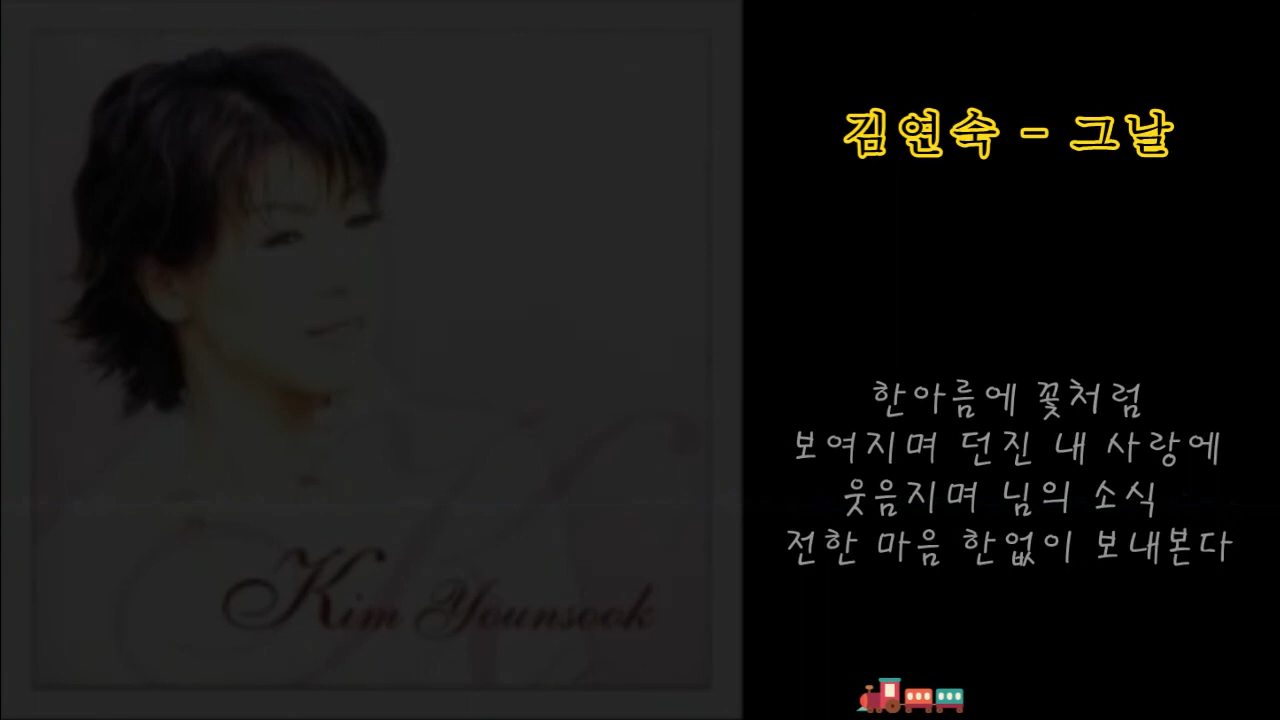 김연숙 - 그날
한아름에 꽃처럼
보여지며 던진 내 사랑에
웃음지며 님의 소식
전한 마음 한없이 보내본다
Kim Younsook